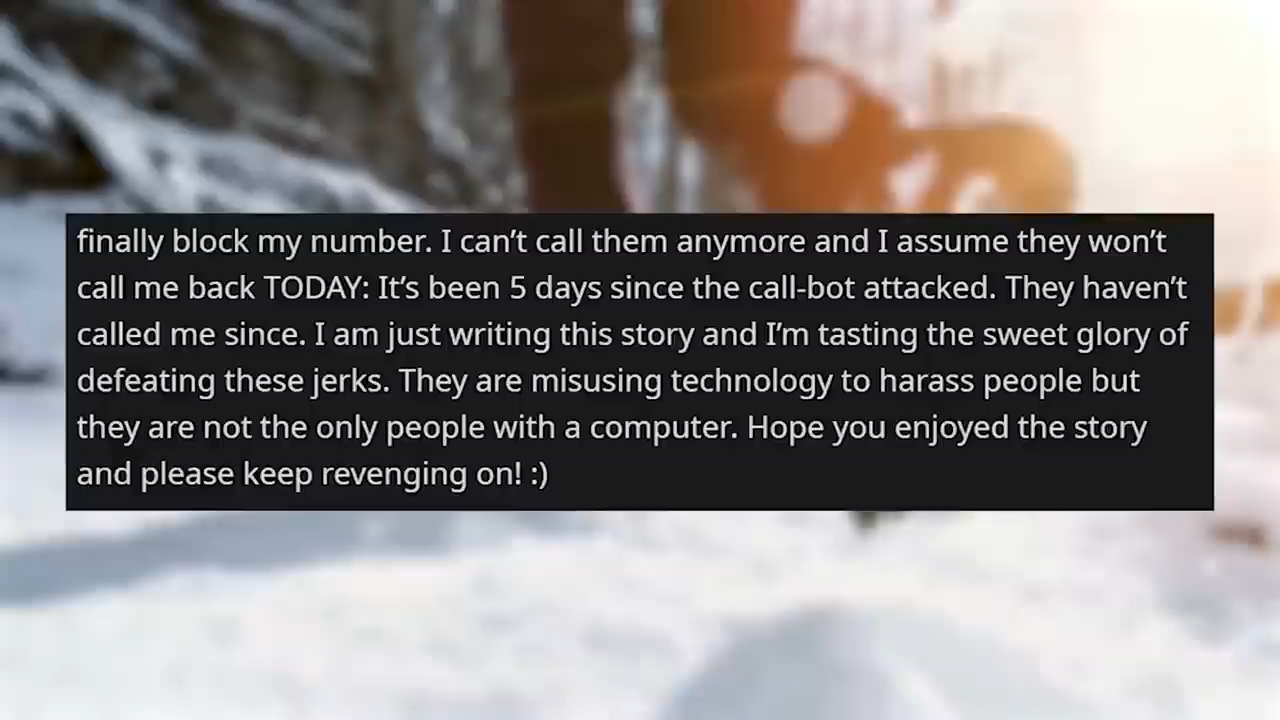 finally block my number. I can’t call them anymore and I assume they won’t
call me back TODAY: It’s been 5 days since the call-bot attacked. They haven’t
called me since. I am just writing this story and I’m tasting the sweet glory of
defeating these jerks. They are misusing technology to harass people but
they are not the only people with a computer. Hope you enjoyed the story
and please keep revenging on! :)